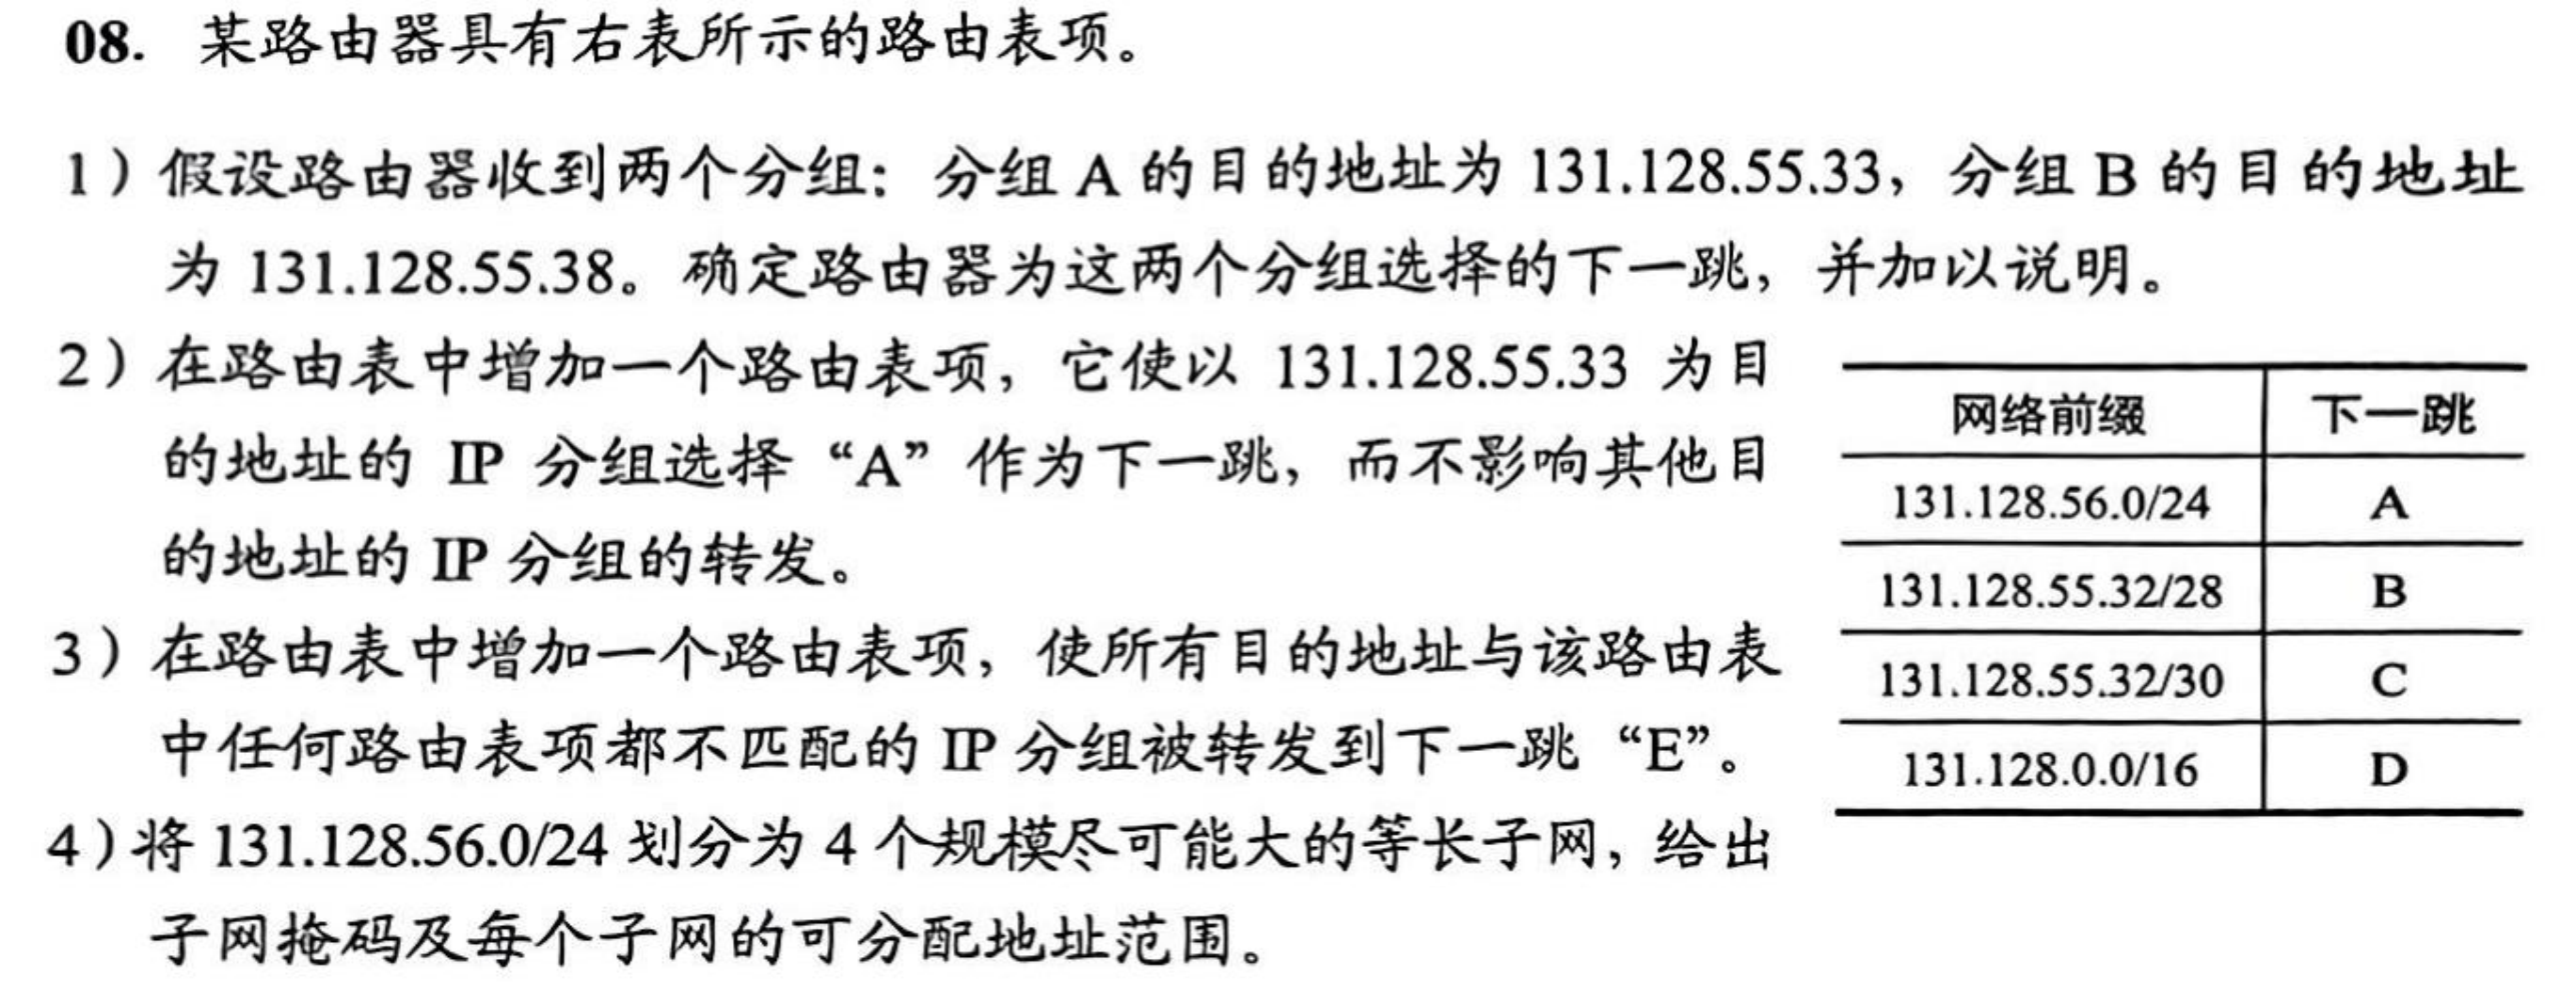 08. 某路由器具有右表所示的路由表项。
1）假设路由器收到两个分组：分组 A 的目的地址为 131.128.55.33，分组 B 的目的地址
为 131.128.55.38。确定路由器为这两个分组选择的下一跳，并加以说明。
2）在路由表中增加一个路由表项，它使以 131.128.55.33 为目
的地址的 IP 分组选择“A”作为下一跳，而不影响其他目
的地址的 IP 分组的转发。
3）在路由表中增加一个路由表项，使所有目的地址与该路由表
中任何路由表项都不匹配的 IP 分组被转发到下一跳“E”。
4）将 131.128.56.0/24 划分为 4 个规模尽可能大的等长子网，给出
子网掩码及每个子网的可分配地址范围。
网络前缀 下一跳
131.128.56.0/24 A
131.128.55.32/28 B
131.128.55.32/30 C
131.128.0.0/16 D